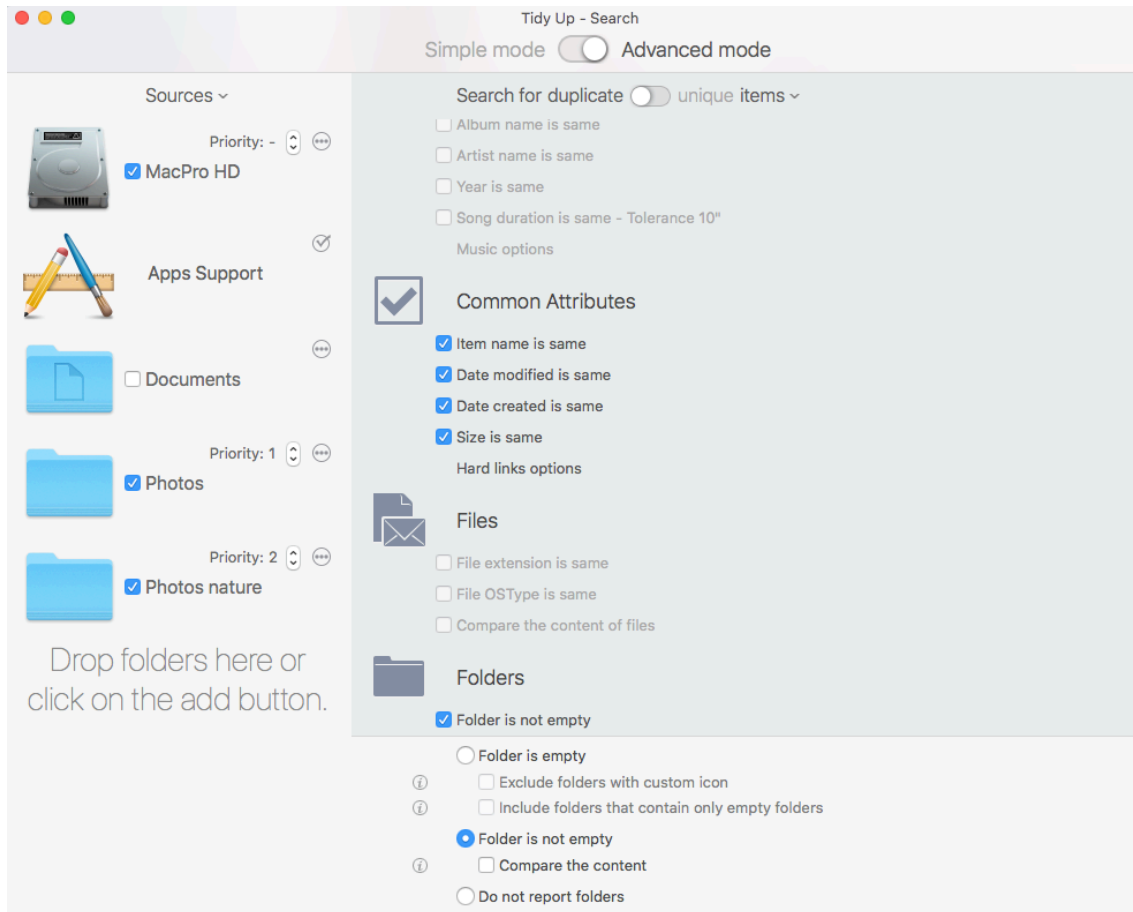 Tidy Up - Search
Simple mode Advanced mode
Sources
Priority: -
MacPro HD
Apps Support
Documents
Priority: 1
Photos
Priority: 2
Photos nature
Drop folders here or
click on the add button.
Search for duplicate unique items
Album name is same
Artist name is same
Year is same
Song duration is same - Tolerance 10"
Music options
Common Attributes
Item name is same
Date modified is same
Date created is same
Size is same
Hard links options
Files
File extension is same
File OSType is same
Compare the content of files
Folders
Folder is not empty
Folder is empty
Exclude folders with custom icon
Include folders that contain only empty folders
Folder is not empty
Compare the content
Do not report folders